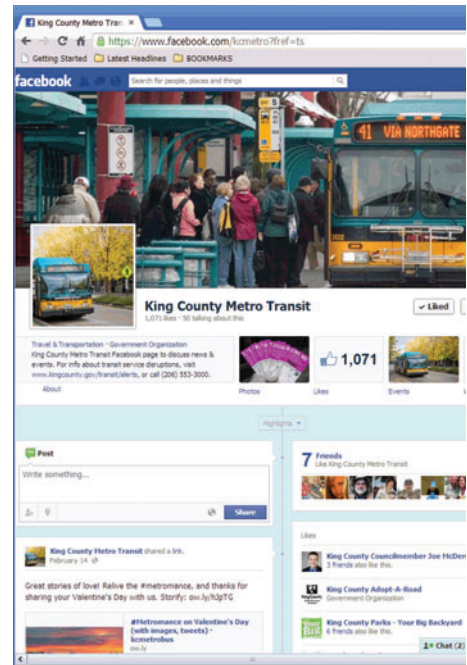 King County Metro Tran
https://www.facebook.com/kcmetro?fref=ts
Getting Started Latest Headlines BOOKMARKS
facebook
Search for people, places and things
5
41 VIA NORTHGATE
King County Metro Transit
1,071 likes · 50 talking about this
✓ Liked
Travel & Transportation · Government Organization
King County Metro Transit Facebook page to discuss news &
events. For info about transit service disruptions, visit
www.kingcounty.gov/transit/alerts, or call (206) 553-3000.
About
1,071
Photos
Likes
Events
Highlights
Post
Write something...
Share
7 Friends
Like King County Metro Transit
King County Metro Transit shared a link.
February 14
Great stories of love! Relive the #metromance, and thanks for
sharing your Valentine's Day with us. Storify: ow.ly/hJpTG
#Metromance on Valentine's Day
(with images, tweets) ·
kcmetrobus
ow.ly
Likes
King County Councilmember Joe McDer
3 friends also like this.
King County Adopt-A-Road
Government Organization
King County Parks - Your Big Backyard
6 friends also like this.
Chat (2)